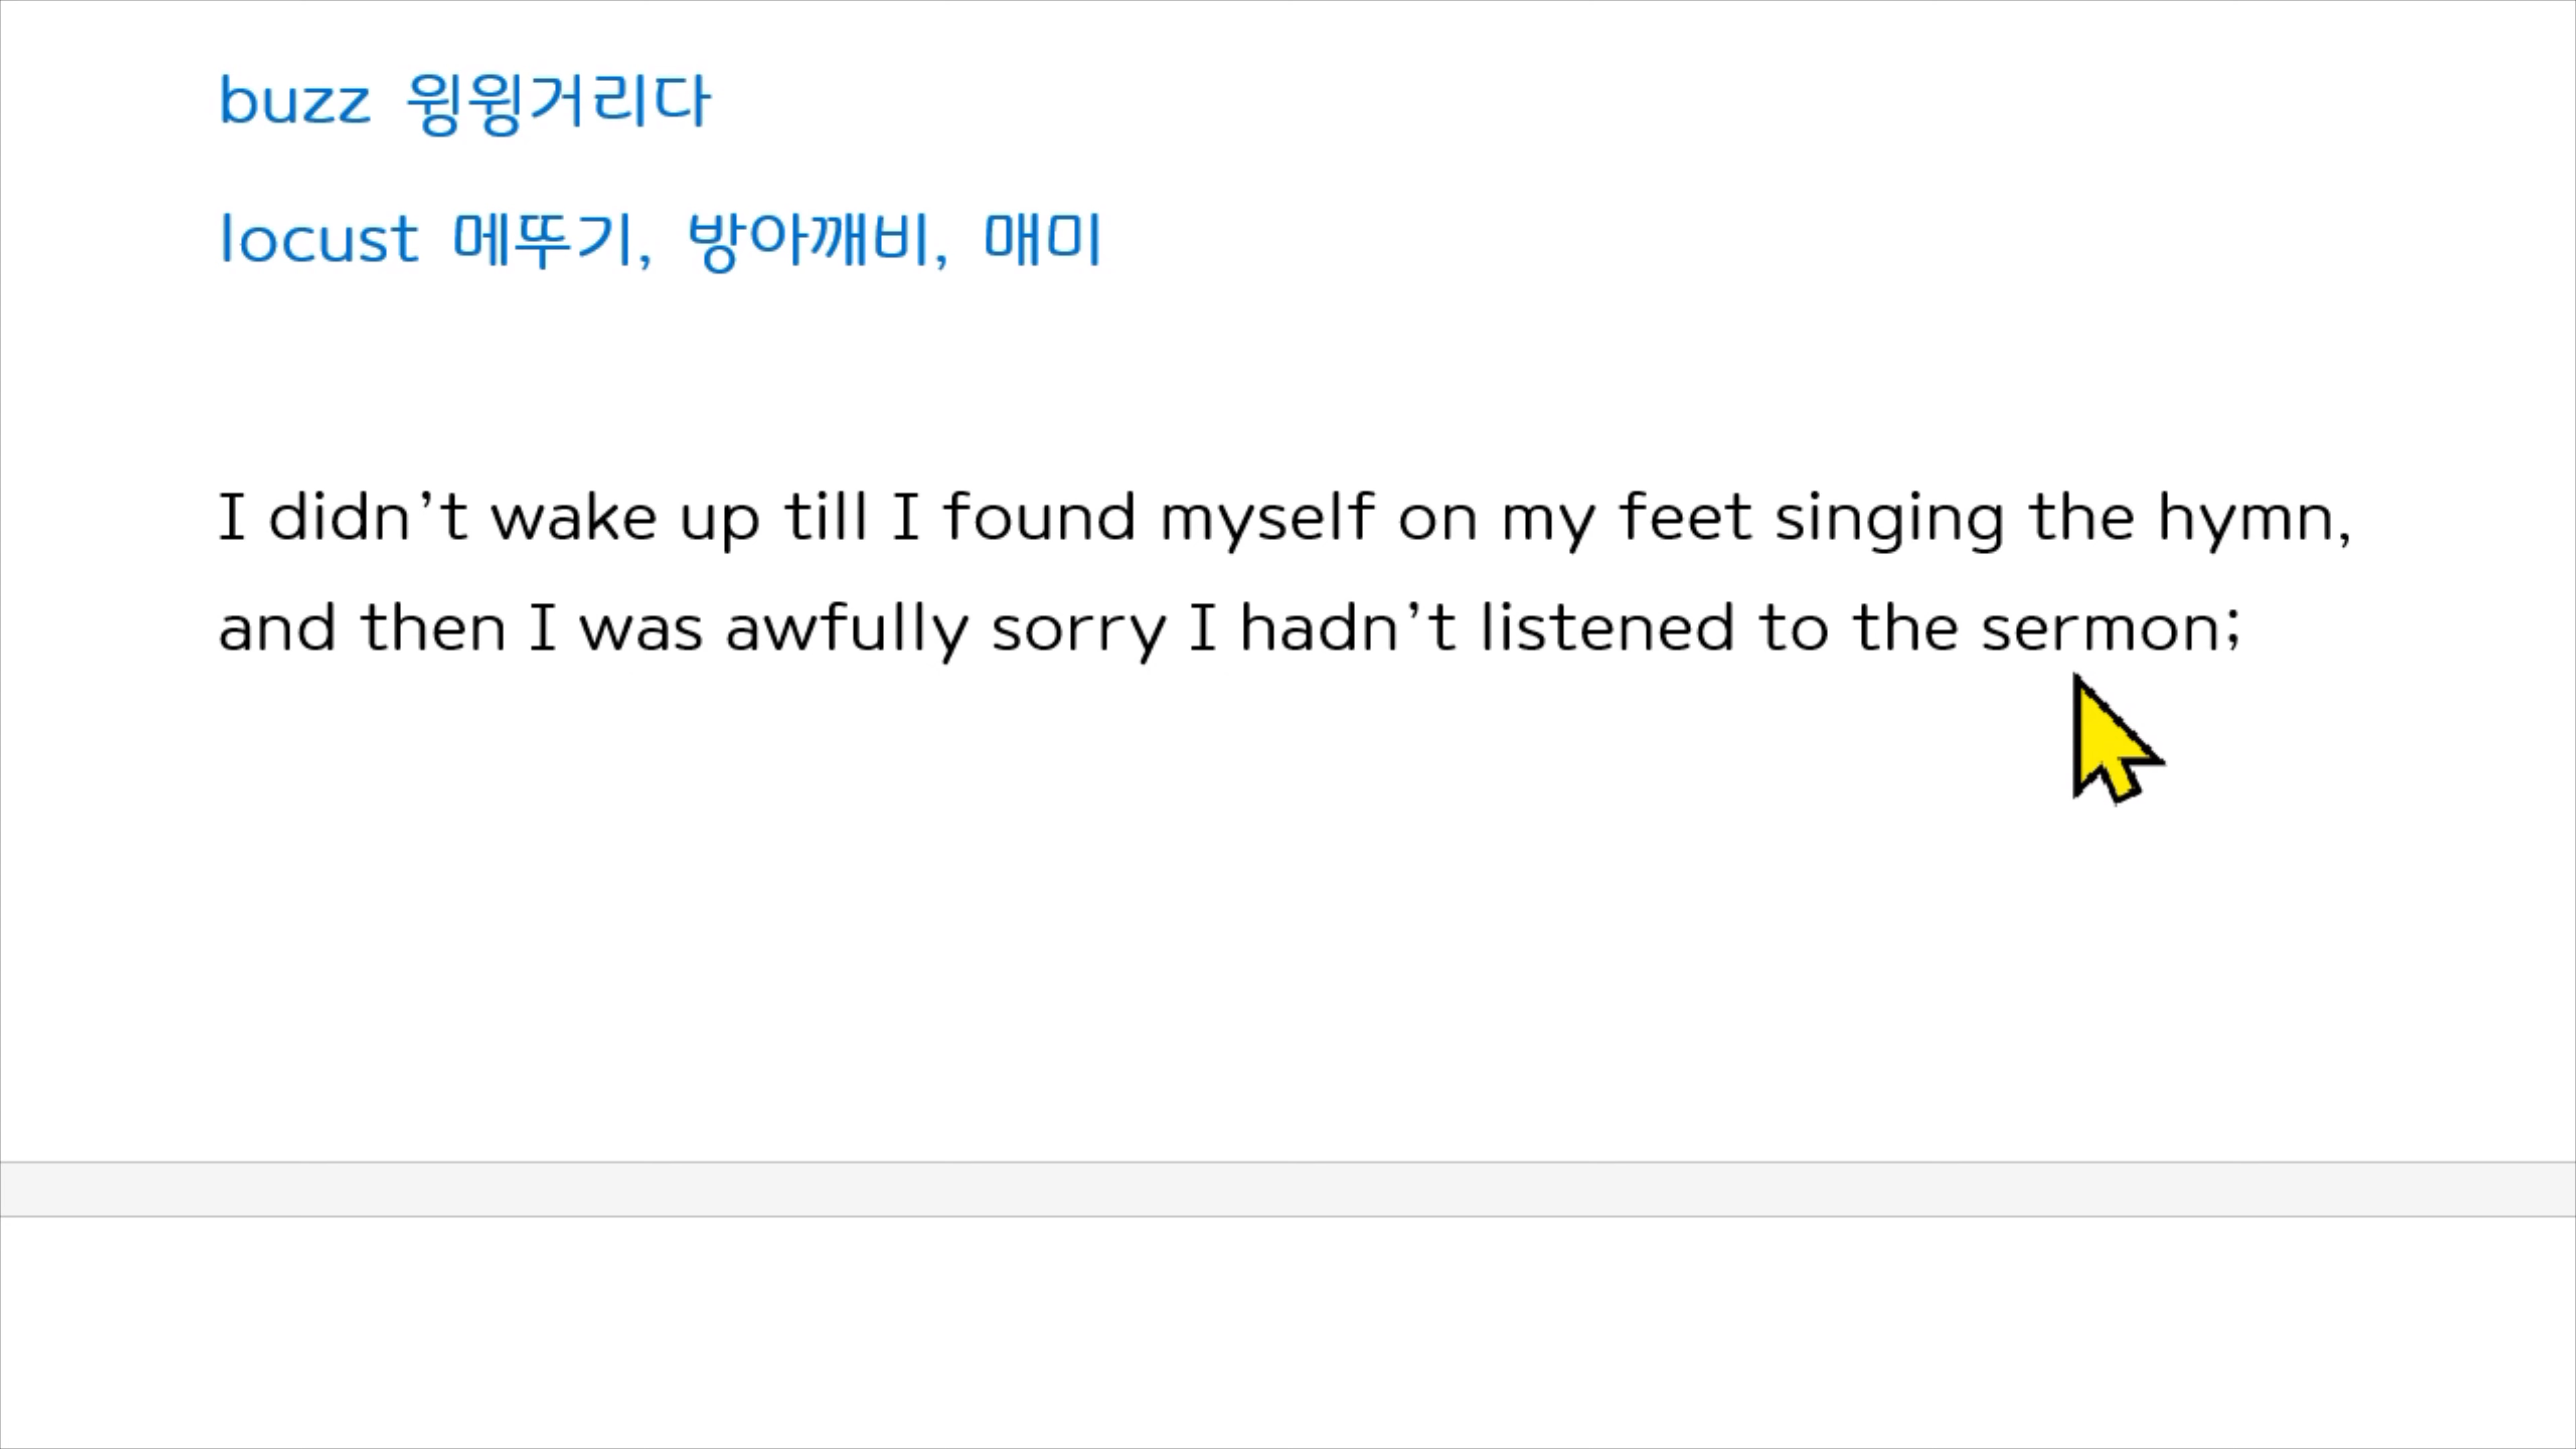 buzz 윙윙거리다
locust 메뚜기, 방아깨비, 매미
I didn’t wake up till I found myself on my feet singing the hymn,
and then I was awfully sorry I hadn’t listened to the sermon;